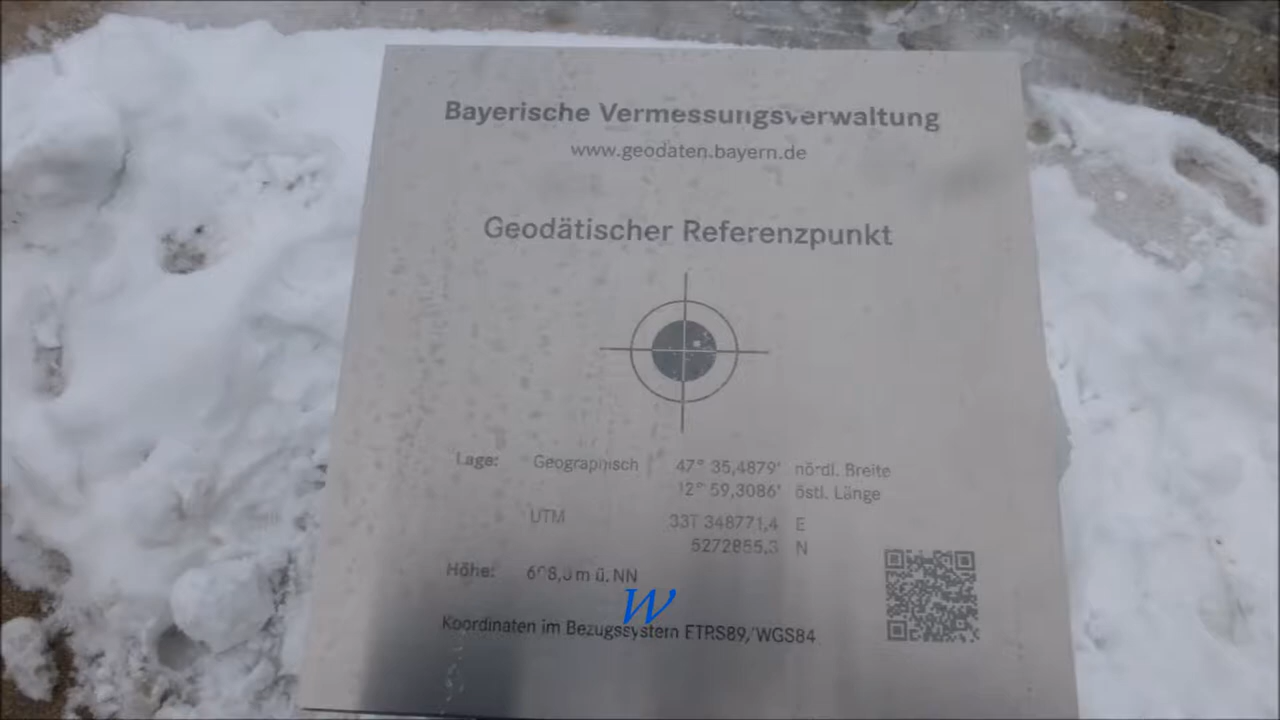 Bayerische Vermessungsverwaltung
www.geodaten.bayern.de
Geodätischer Referenzpunkt
Lage: Geographisch 47° 35,4879' nördl. Breite
12° 59,3086' östl. Länge
UTM 33T 348771,4 E
5272855,3 N
Höhe: m ü. NN
W
Koordinaten im Bezugssystem ETRS89/WGS84